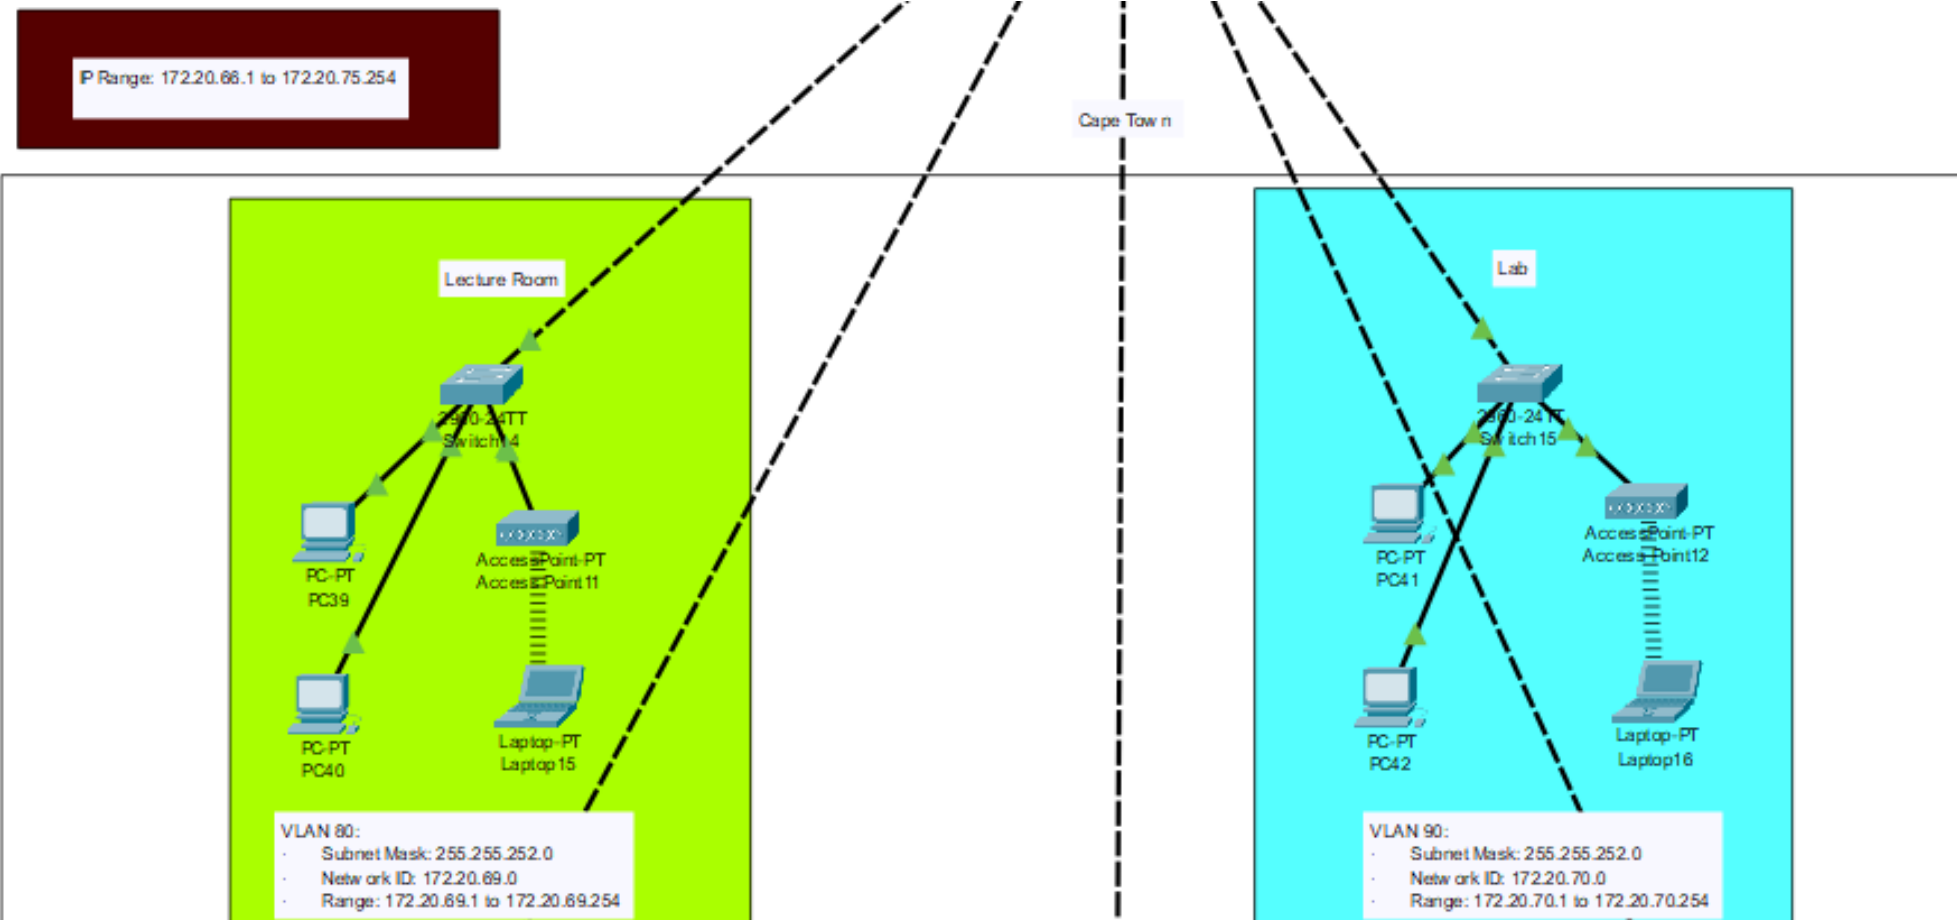 IP Range: 172.20.66.1 to 172.20.75.254
Cape Town
Lecture Room
Lab
2960-24TT
Switch14
2960-24TT
Switch15
PC-PT
PC39
AccessPoint-PT
Access Point11
PC-PT
PC41
AccessPoint-PT
Access Point12
PC-PT
PC40
Laptop-PT
Laptop15
PC-PT
PC42
Laptop-PT
Laptop16
VLAN 80:
· Subnet Mask: 255.255.252.0
· Network ID: 172.20.69.0
· Range: 172.20.69.1 to 172.20.69.254
VLAN 90:
· Subnet Mask: 255.255.252.0
· Network ID: 172.20.70.0
· Range: 172.20.70.1 to 172.20.70.254